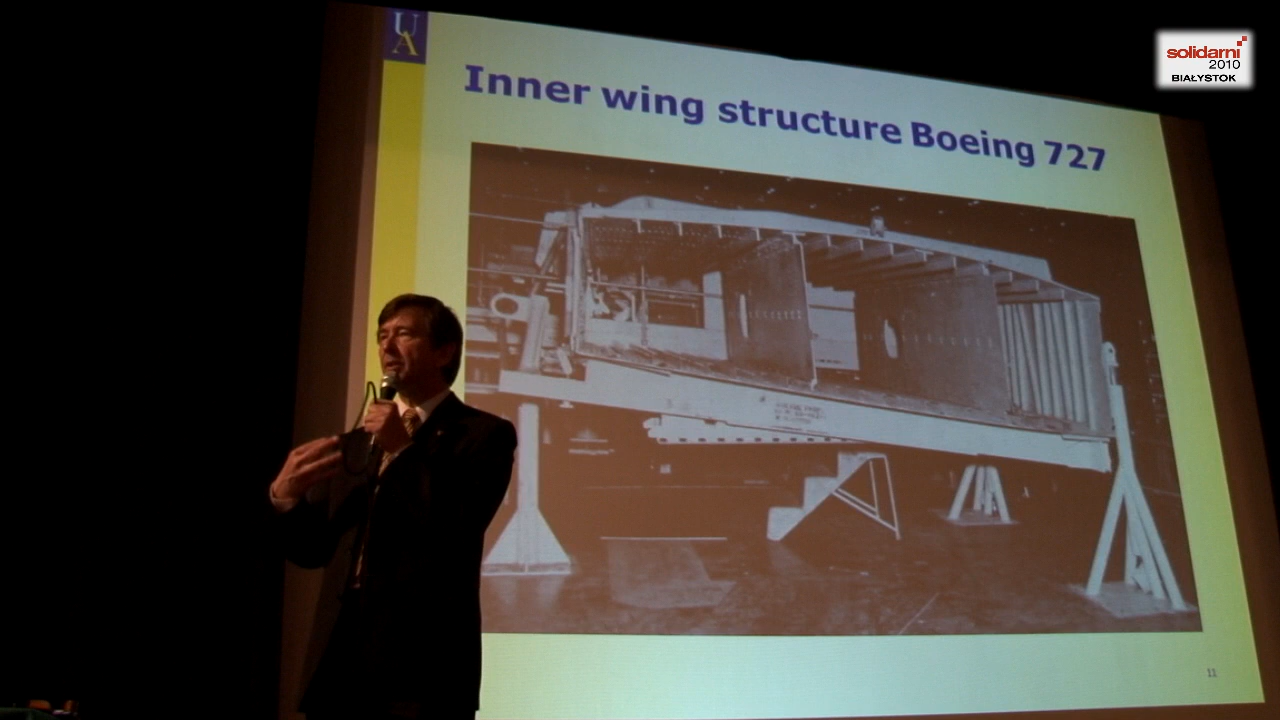 UA
Inner wing structure Boeing 727
11
solidarni
2010
BIAŁYSTOK